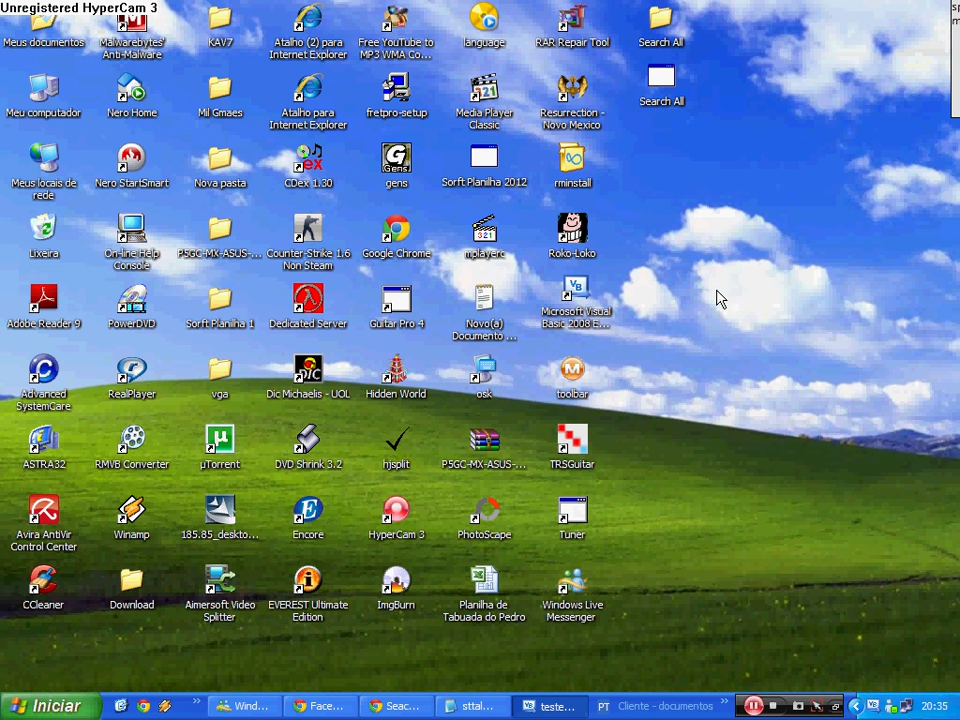 Unregistered HyperCam 3
Meus documentos
Malwarebytes'
Anti-Malware
KAV7
Atalho (2) para
Internet Explorer
Free YouTube to
MP3 WMA Co...
language
RAR Repair Tool
Search All
Meu computador
Nero Home
Mil Gmaes
Atalho para
Internet Explorer
fretpro-setup
Media Player
Classic
Resurrection -
Novo Mexico
Search All
Meus locais de
rede
Nero StartSmart
Nova pasta
CDex 1.30
gens
Sorft Planilha 2012
rminstall
Lixeira
On-line Help
Console
P5GC-MX-ASUS-...
Counter-Strike 1.6
Non Steam
Google Chrome
mplayerc
Roko-Loko
Adobe Reader 9
PowerDVD
Sorft Planilha 1
Dedicated Server
Guitar Pro 4
Novo(a)
Documento ...
Microsoft Visual
Basic 2008 E...
Advanced
SystemCare
RealPlayer
vga
Dic Michaelis - UOL
Hidden World
osk
toolbar
ASTRA32
RMVB Converter
µTorrent
DVD Shrink 3.2
hjsplit
P5GC-MX-ASUS-...
TRSGuitar
Avira AntiVir
Control Center
Winamp
185.85_deskto...
Encore
HyperCam 3
PhotoScape
Tuner
CCleaner
Download
Aimersoft Video
Splitter
EVEREST Ultimate
Edition
ImgBurn
Planilha de
Tabuada do Pedro
Windows Live
Messenger
Iniciar
Wind...
Face...
Seac...
sttal...
teste...
PT
Cliente - documentos
20:35